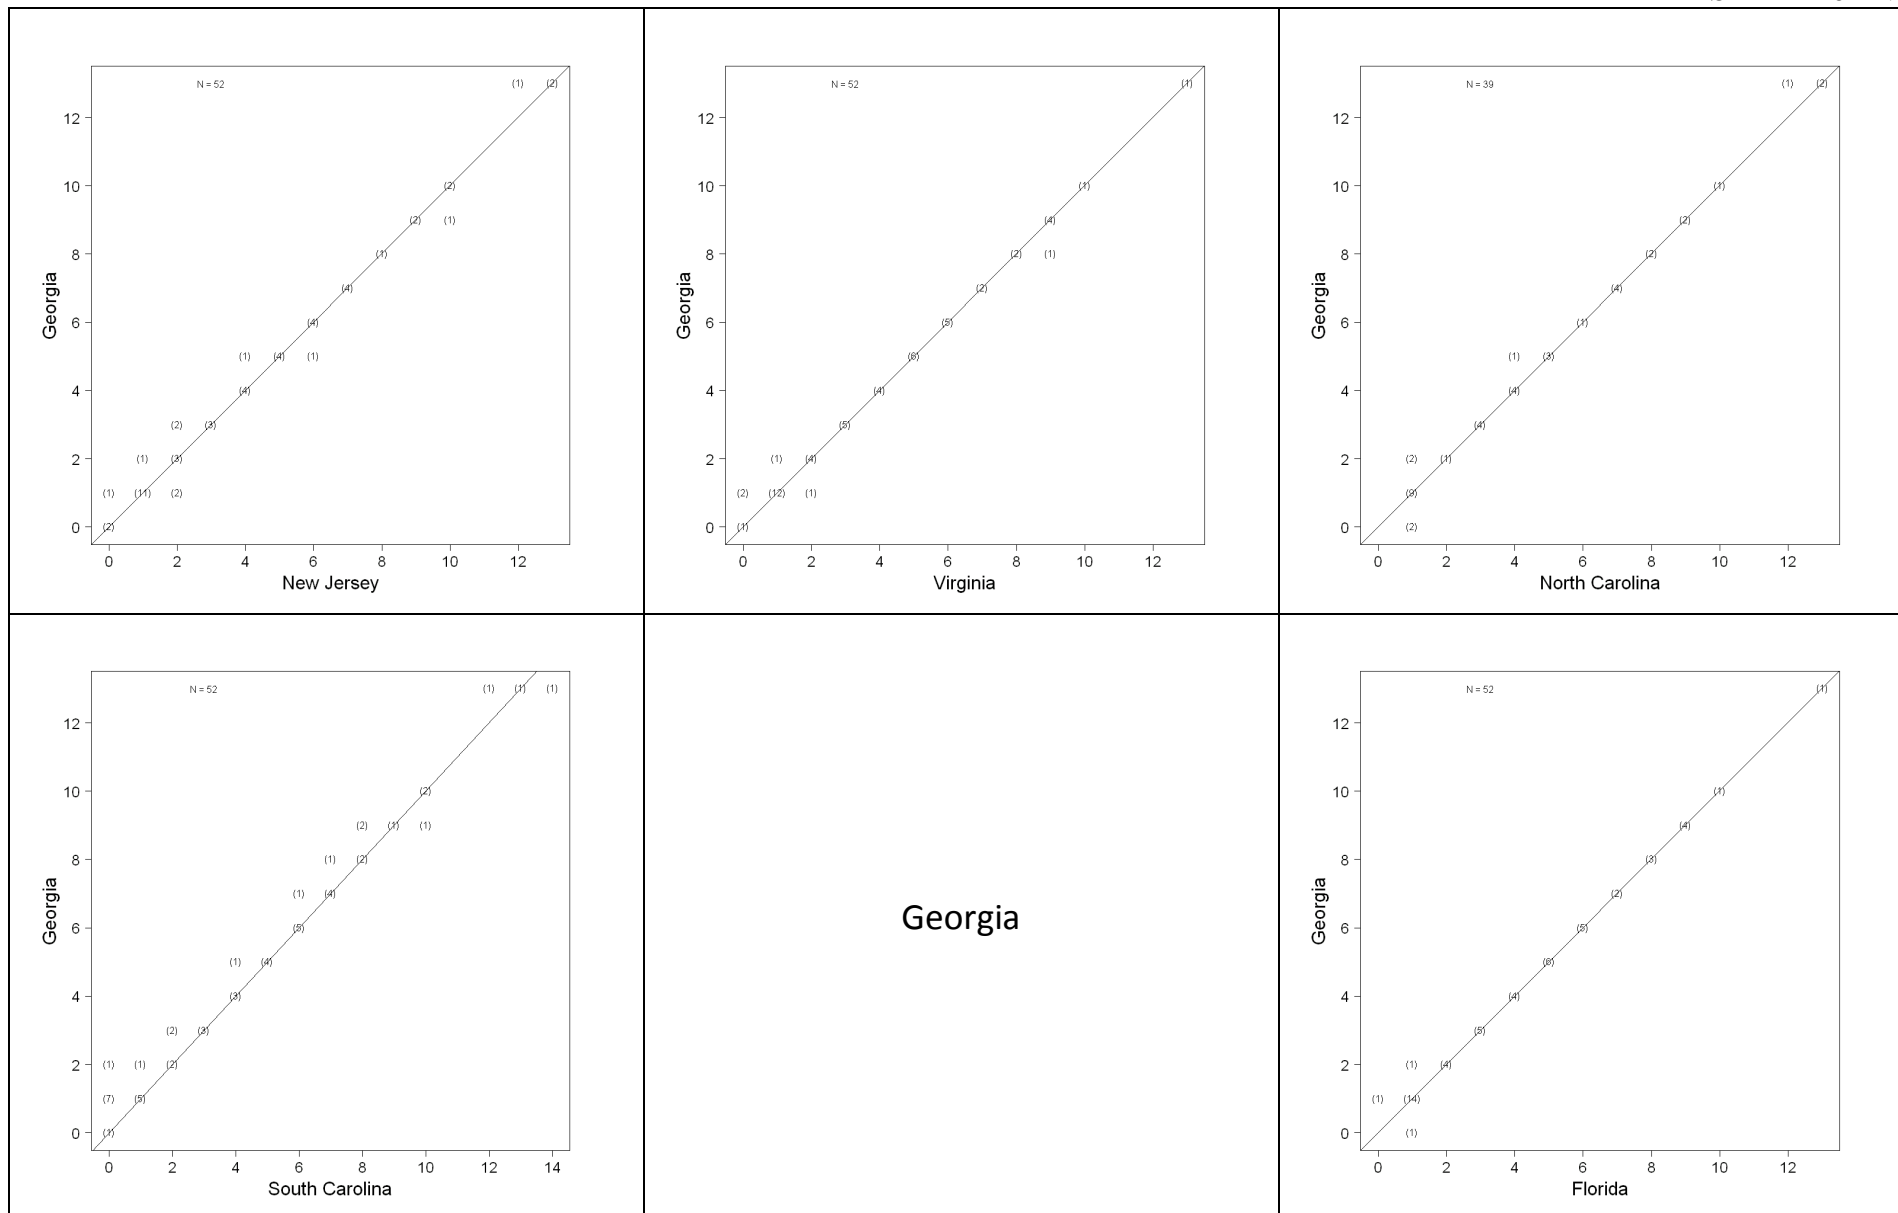 N = 52
(1) (2)
12
10 (2)
(2) (1)
8 (1)
(4)
6 (4)
(1) (4) (1)
4 (4)
(2) (3)
2 (1) (3)
(1) (11) (2)
0 (2)
0 2 4 6 8 10 12
Georgia
New Jersey
N = 52
(1)
12
10 (1)
(4)
8 (2) (1)
(2)
6 (5)
(6)
4 (4)
(5)
2 (1) (4)
(2) (12) (1)
0 (1)
0 2 4 6 8 10 12
Georgia
Virginia
N = 39
(1) (2)
12
10 (1)
(2)
8 (2)
(4)
6 (1)
(1) (3)
4 (4)
(4)
2 (2) (1)
(9)
0 (2)
0 2 4 6 8 10 12
Georgia
North Carolina
N = 52
(1) (1) (1)
12
10 (2)
(2) (1) (1)
8 (1) (2)
(1) (4)
6 (5)
(1) (4)
4 (3)
(2) (3)
2 (1) (1) (2)
(7) (5)
0 (1)
0 2 4 6 8 10 12 14
Georgia
South Carolina
Georgia
N = 52
(1)
12
10 (1)
(4)
8 (3)
(2)
6 (5)
(6)
4 (4)
(5)
2 (1) (4)
(1) (14)
0 (1)
0 2 4 6 8 10 12
Georgia
Florida